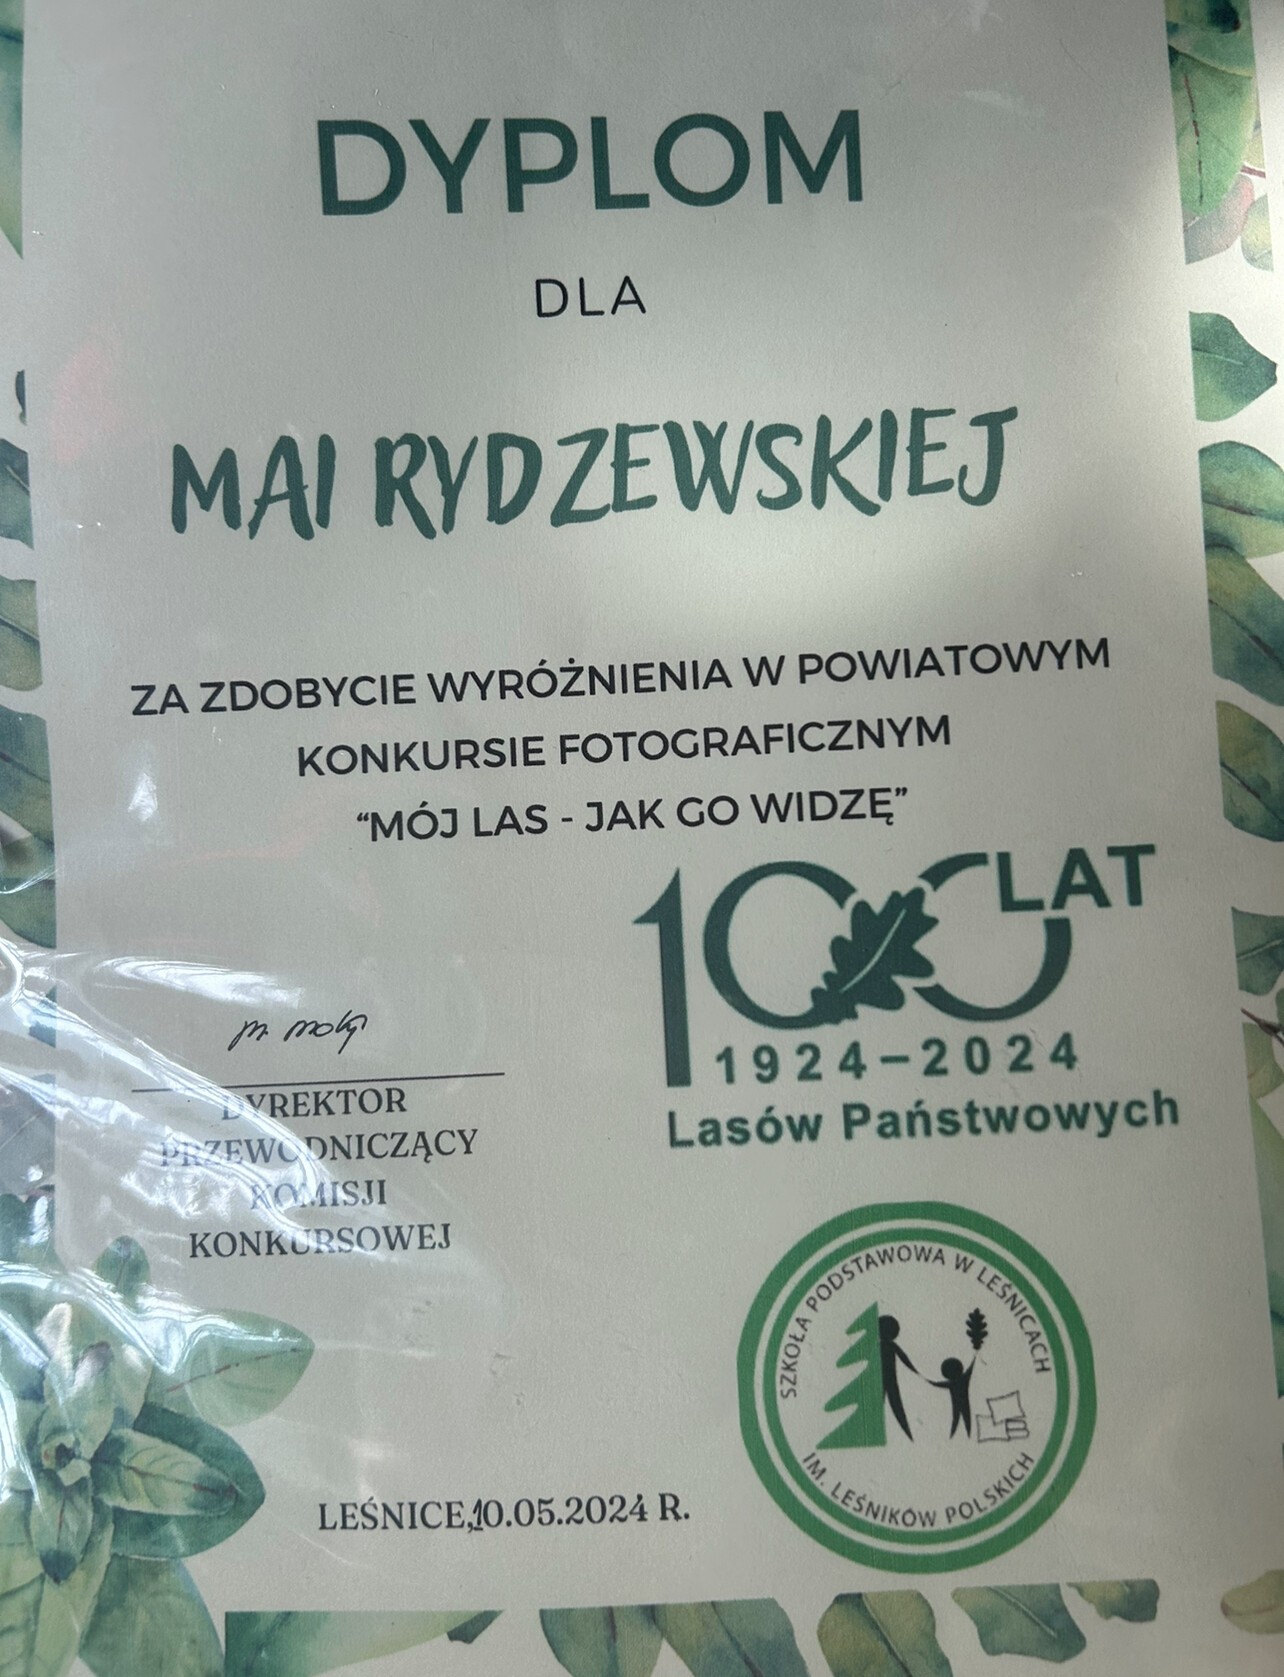 DYPLOM
DLA
MAI RYDZEWSKIEJ
ZA ZDOBYCIE WYRÓŻNIENIA W POWIATOWYM
KONKURSIE FOTOGRAFICZNYM
“MÓJ LAS - JAK GO WIDZĘ”
100 LAT
1924-2024
Lasów Państwowych
DYREKTOR
PRZEWODNICZĄCY
KOMISJI
KONKURSOWEJ
SZKOŁA PODSTAWOWA W LEŚNICACH
IM. LEŚNIKÓW POLSKICH
LEŚNICE,10.05.2024 R.